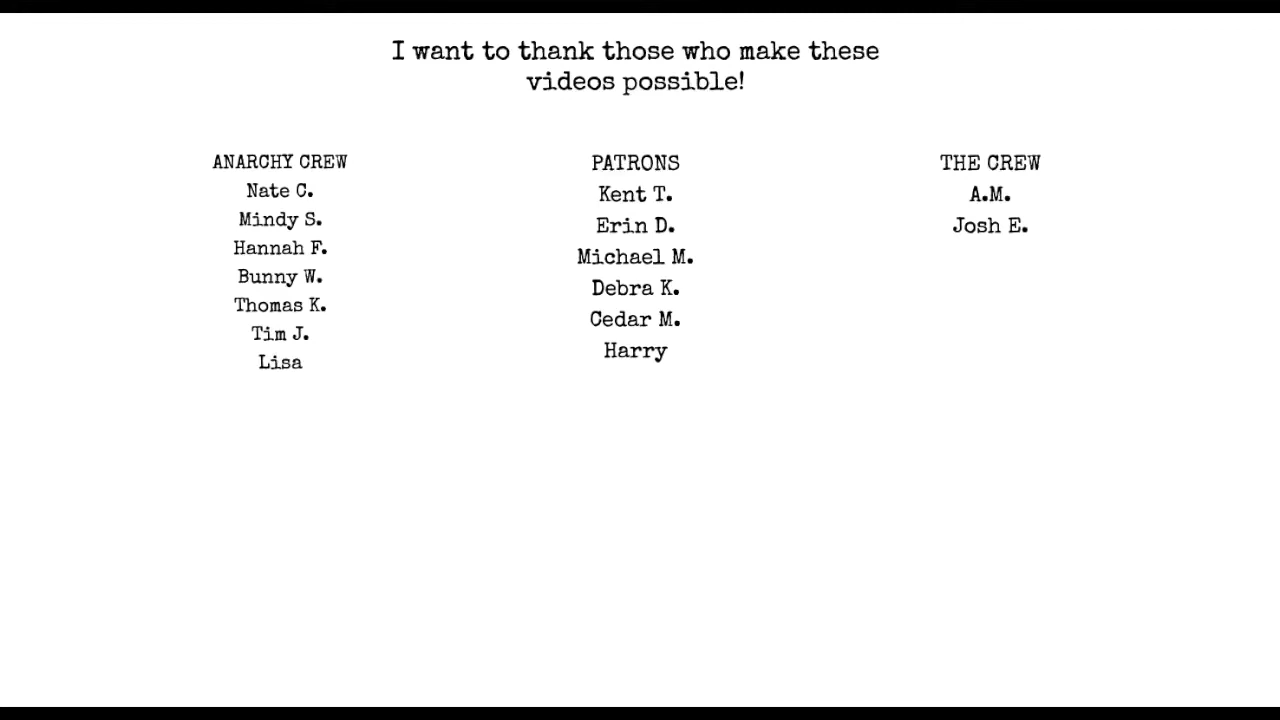 I want to thank those who make these
videos possible!
ANARCHY CREW
Nate C.
Mindy S.
Hannah F.
Bunny W.
Thomas K.
Tim J.
Lisa
PATRONS
Kent T.
Erin D.
Michael M.
Debra K.
Cedar M.
Harry
THE CREW
A.M.
Josh E.